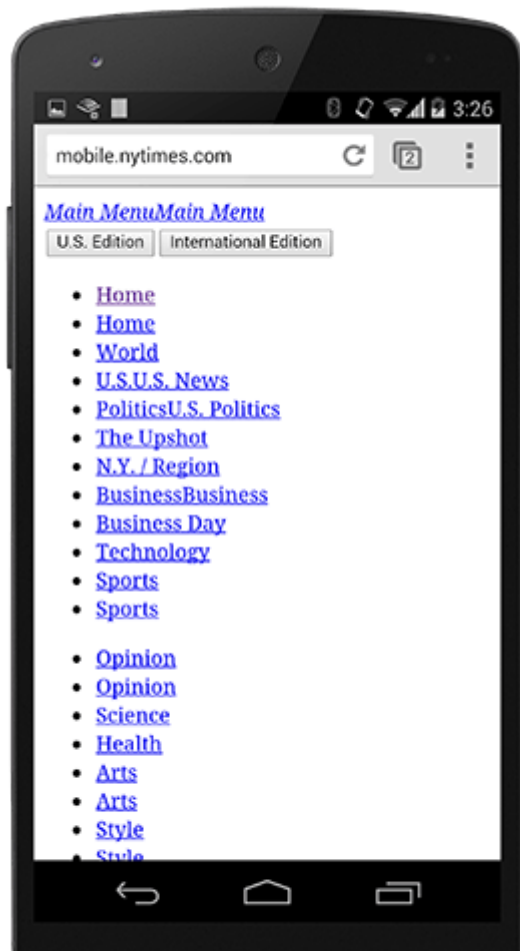 3:26
mobile.nytimes.com 2
Main MenuMain Menu
U.S. Edition International Edition
Home
Home
World
U.S.U.S. News
PoliticsU.S. Politics
The Upshot
N.Y. / Region
BusinessBusiness
Business Day
Technology
Sports
Sports
Opinion
Opinion
Science
Health
Arts
Arts
Style
Style